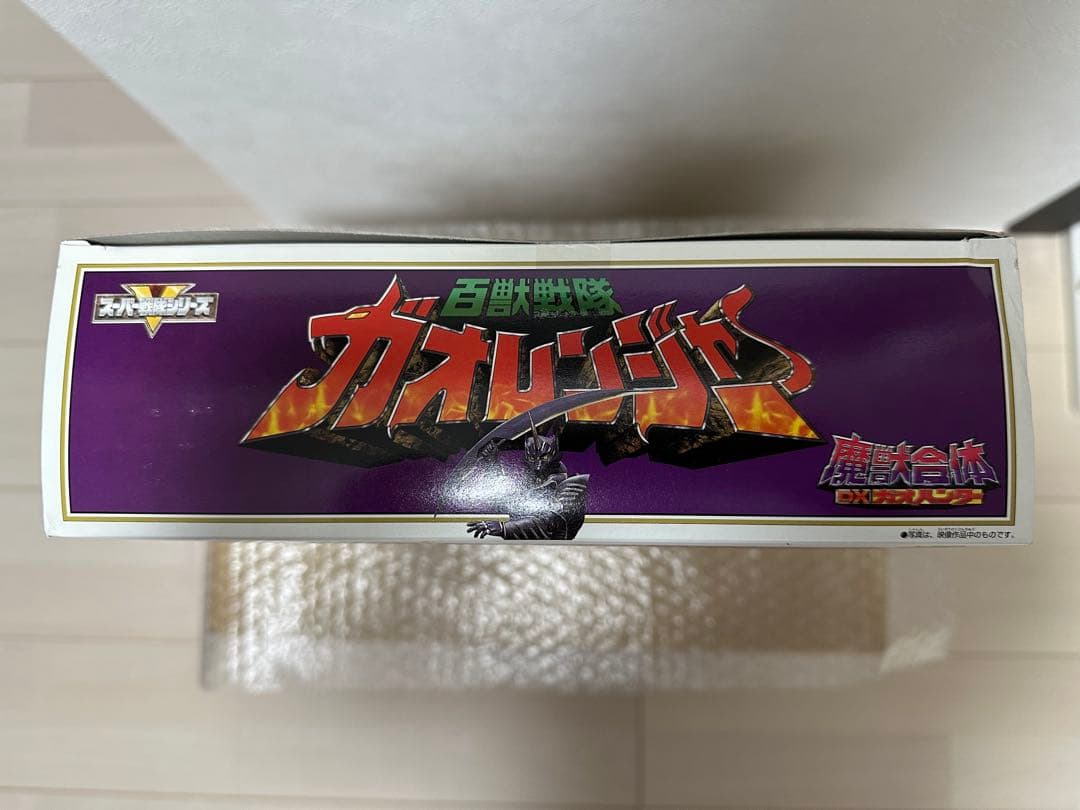 スーパー戦隊シリーズ
百獣戦隊
ガオレンジャー
魔獣合体
DXガオハンター
●写真は、映像作品中のものです。